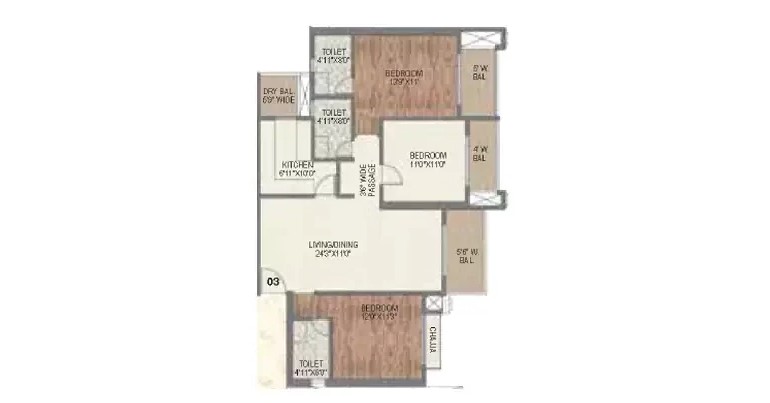 TOILET
4'11"X8'0"
BEDROOM
13'9"X11'
5' W
BAL
DRY BAL
6'9" WIDE
TOILET
4'11"X8'0"
BEDROOM
11'0"X11'0"
4' W
BAL
KITCHEN
6'11"X10'0"
3'6" WIDE
PASSAGE
LIVING/DINING
24'3"X11'0"
5'6" W
BAL
03
BEDROOM
12'0"X11'3"
CHAJJA
TOILET
4'11"X8'0"